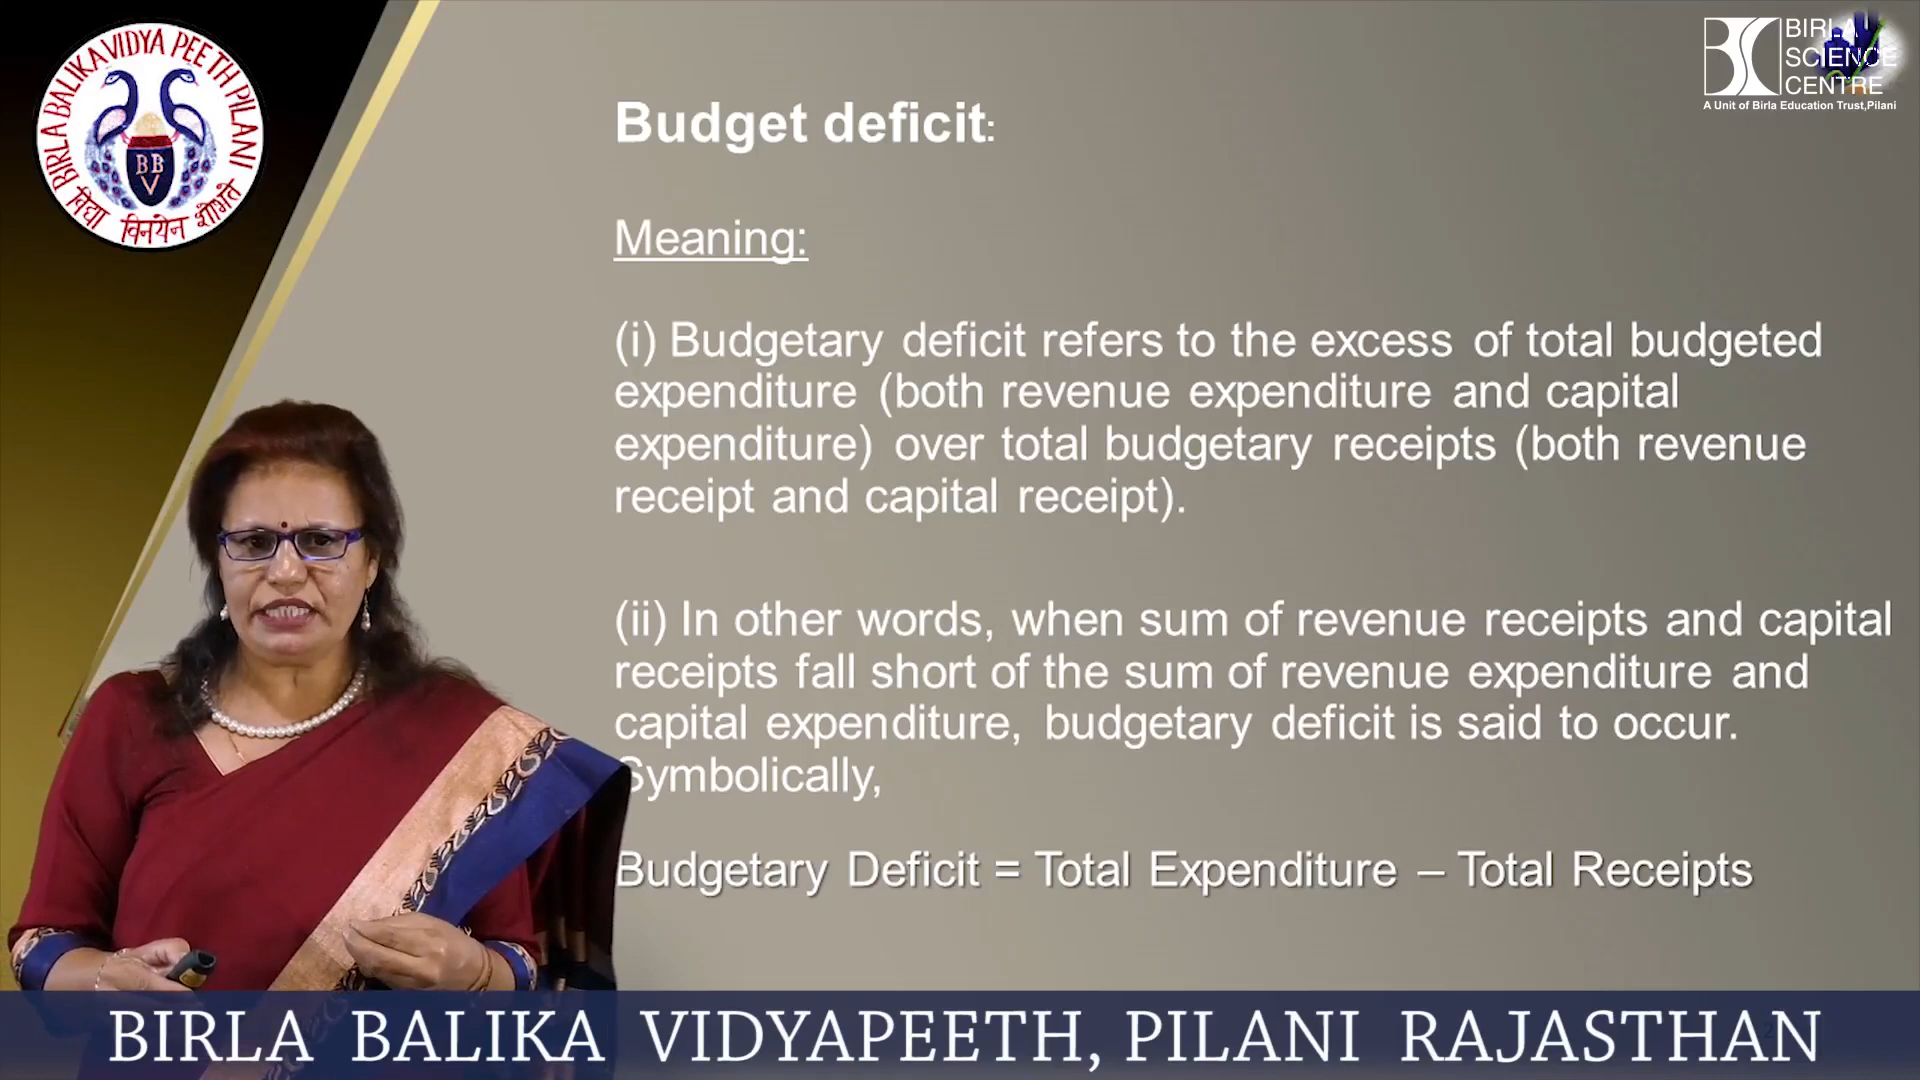 BIRLA BALIKA VIDYA PEETH PILANI
BB
V
विद्या विनयेन शोभते
BIRLA
SCIENCE
CENTRE
A Unit of Birla Education Trust,Pilani
Budget deficit:
Meaning:
(i) Budgetary deficit refers to the excess of total budgeted
expenditure (both revenue expenditure and capital
expenditure) over total budgetary receipts (both revenue
receipt and capital receipt).
(ii) In other words, when sum of revenue receipts and capital
receipts fall short of the sum of revenue expenditure and
capital expenditure, budgetary deficit is said to occur.
Symbolically,
Budgetary Deficit = Total Expenditure – Total Receipts
BIRLA BALIKA VIDYAPEETH, PILANI RAJASTHAN